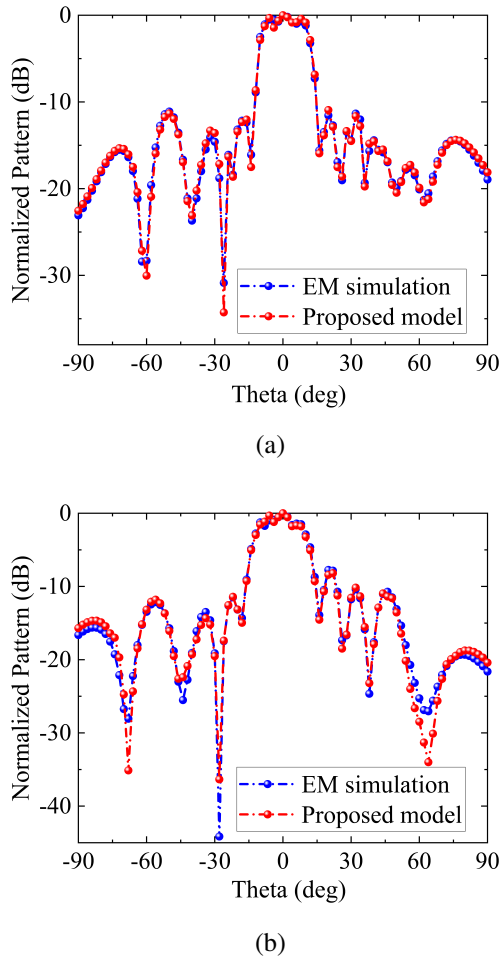 0
-10
-20
-30
Normalized Pattern (dB)
EM simulation
Proposed model
-90 -60 -30 0 30 60 90
Theta (deg)
(a)
0
-10
-20
-30
-40
Normalized Pattern (dB)
EM simulation
Proposed model
-90 -60 -30 0 30 60 90
Theta (deg)
(b)